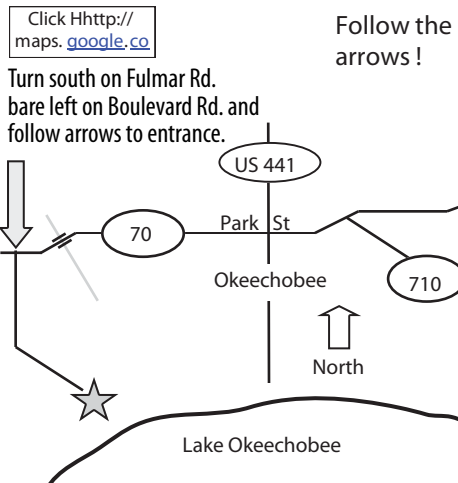 Click Hhttp://
maps. google.co
Follow the
arrows !
Turn south on Fulmar Rd.
bare left on Boulevard Rd. and
follow arrows to entrance.
US 441
70
Park St
Okeechobee
710
North
Lake Okeechobee